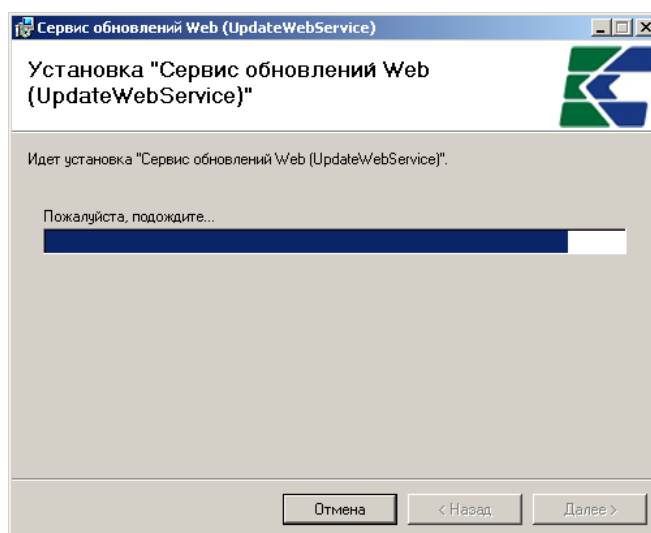 Сервис обновлений Web (UpdateWebService)
Установка "Сервис обновлений Web
(UpdateWebService)"
Идет установка "Сервис обновлений Web (UpdateWebService)".
Пожалуйста, подождите...
Отмена
< Назад
Далее >